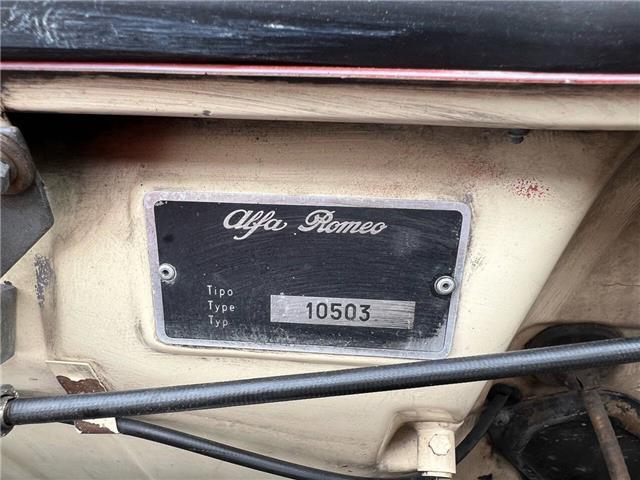 Alfa Romeo
Tipo
Type 10503
Typ